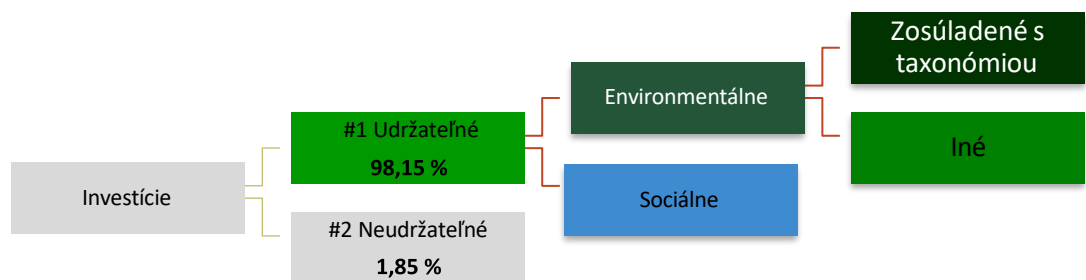 Investície
#1 Udržateľné
98,15 %
#2 Neudržateľné
1,85 %
Environmentálne
Sociálne
Zosúladené s
taxonómiou
Iné